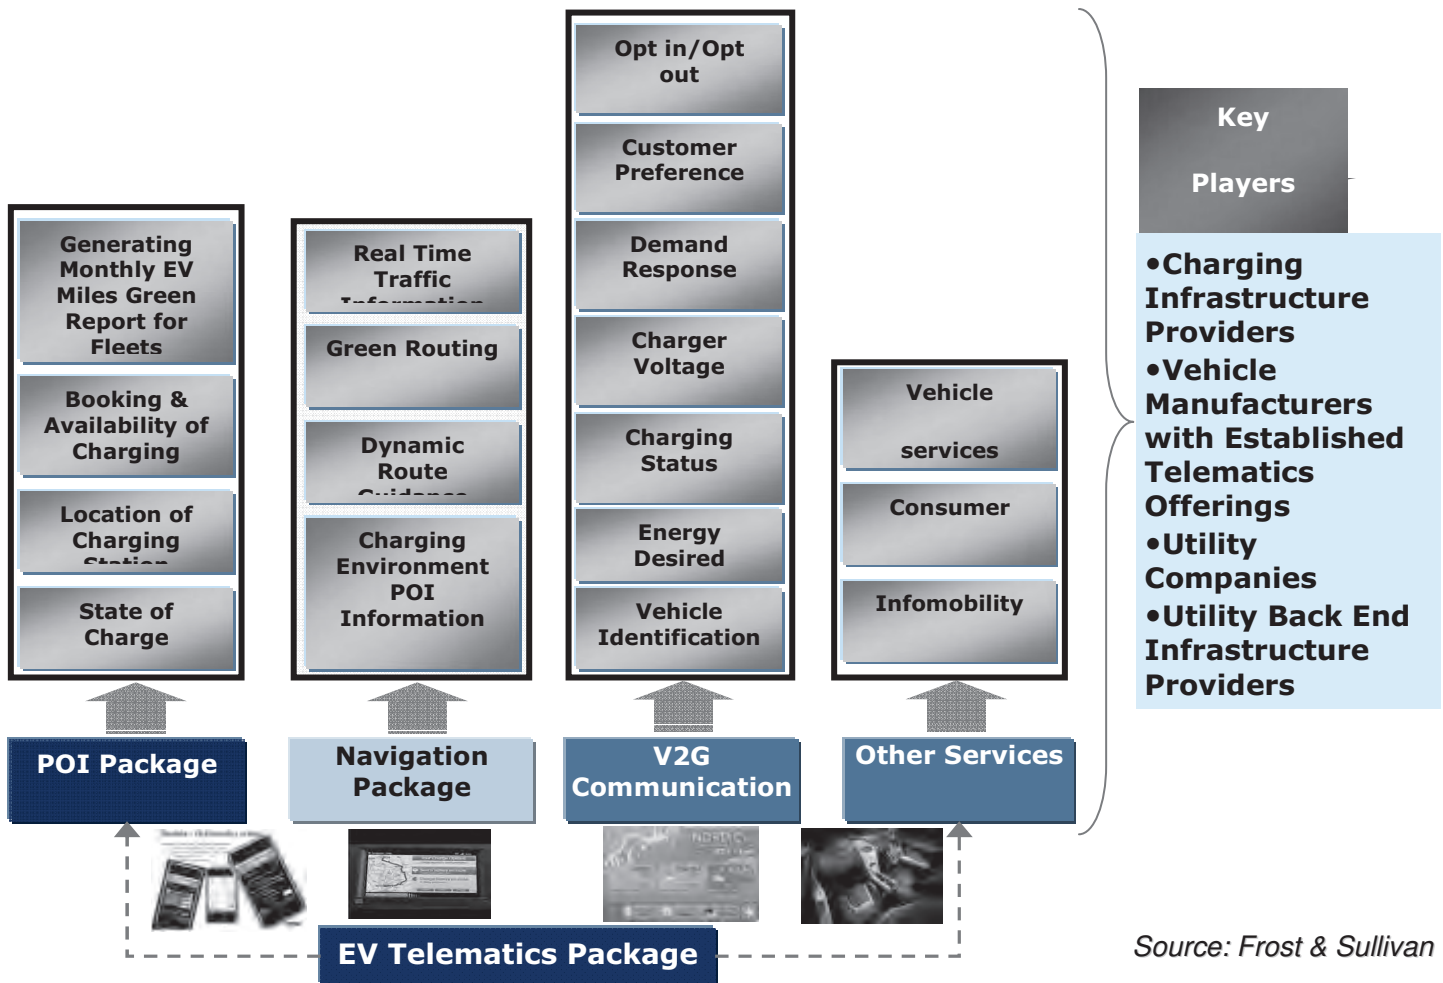 Generating
Monthly EV
Miles Green
Report for
Fleets
Booking &
Availability of
Charging
Location of
Charging
Station
State of
Charge
POI Package
Real Time
Traffic
Information
Green Routing
Dynamic
Route
Guidance
Charging
Environment
POI
Information
Navigation
Package
Opt in/Opt
out
Customer
Preference
Demand
Response
Charger
Voltage
Charging
Status
Energy
Desired
Vehicle
Identification
V2G
Communication
Vehicle
services
Consumer
Infomobility
Other Services
EV Telematics Package
Key
Players
•Charging
Infrastructure
Providers
•Vehicle
Manufacturers
with Established
Telematics
Offerings
•Utility
Companies
•Utility Back End
Infrastructure
Providers
Source: Frost & Sullivan